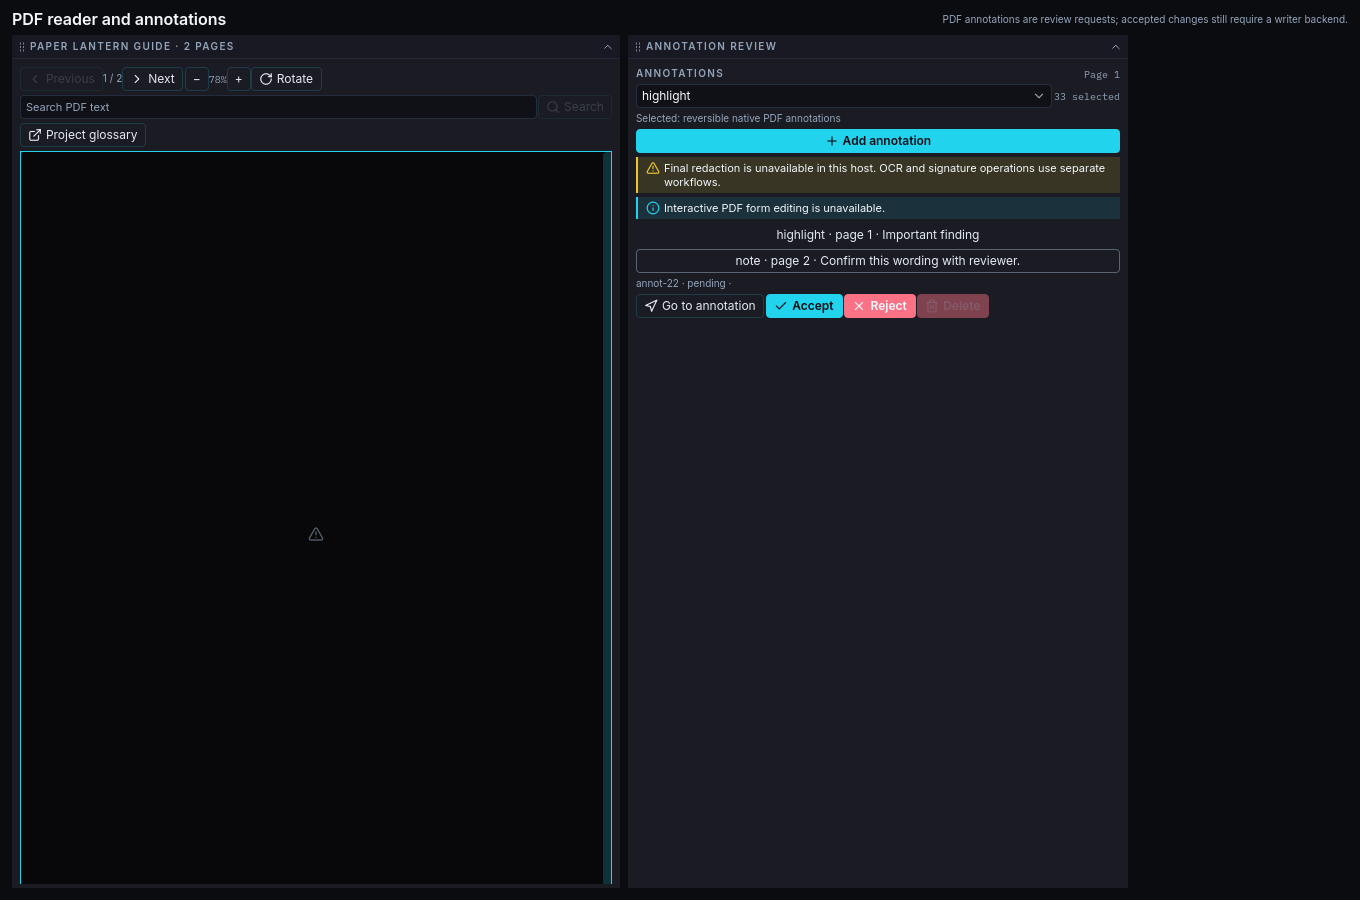 PDF reader and annotations
PDF annotations are review requests; accepted changes still require a writer backend.
PAPER LANTERN GUIDE · 2 PAGES
Previous 1 / 2 Next − 78% + Rotate
Search PDF text
Search
Project glossary
ANNOTATION REVIEW
ANNOTATIONS
Page 1
highlight
33 selected
Selected: reversible native PDF annotations
Add annotation
Final redaction is unavailable in this host. OCR and signature operations use separate
workflows.
Interactive PDF form editing is unavailable.
highlight · page 1 · Important finding
note · page 2 · Confirm this wording with reviewer.
annot-22 · pending ·
Go to annotation Accept Reject Delete